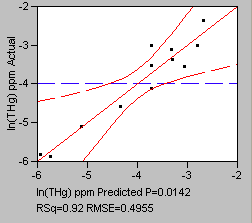 ln(THg) ppm Actual
-2
-3
-4
-5
-6
-6 -5 -4 -3 -2
ln(THg) ppm Predicted P=0.0142
RSq=0.92 RMSE=0.4955